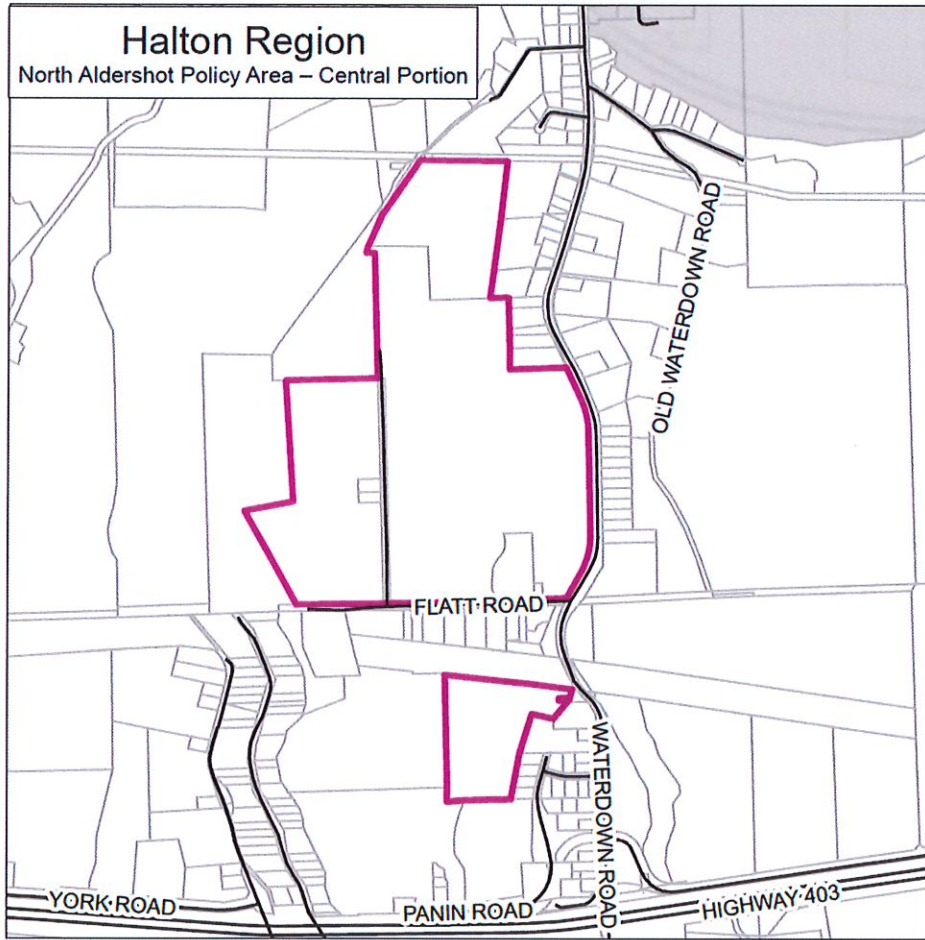 Halton Region
North Aldershot Policy Area – Central Portion
OLD WATERDOWN ROAD
FLATT ROAD
WATERDOWN ROAD
YORK ROAD
PANIN ROAD
HIGHWAY 403